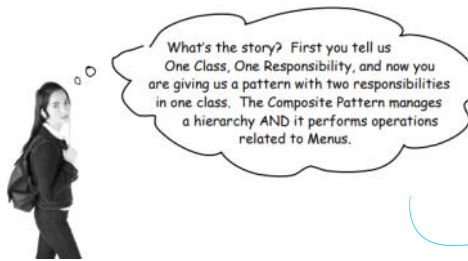 What's the story? First you tell us
One Class, One Responsibility, and now you
are giving us a pattern with two responsibilities
in one class. The Composite Pattern manages
a hierarchy AND it performs operations
related to Menus.